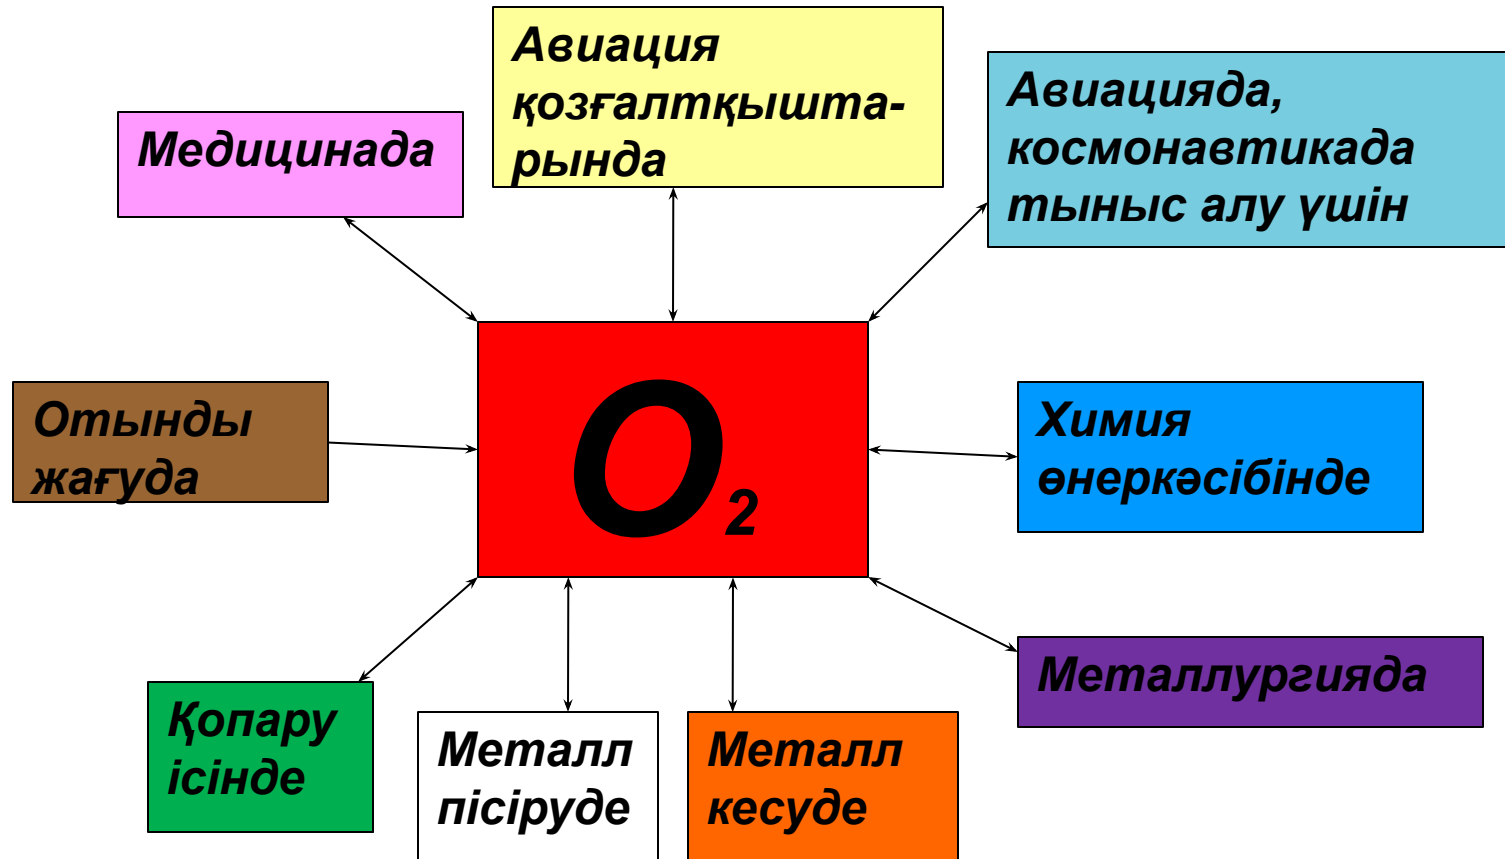 Авиация
қозғалтқышта-
рында
Авиацияда,
космонавтикада
тыныс алу үшін
Медицинада
Отынды
жағуда
О2
Химия
өнеркәсібінде
Металлургияда
Қопару
ісінде
Металл
пісіруде
Металл
кесуде